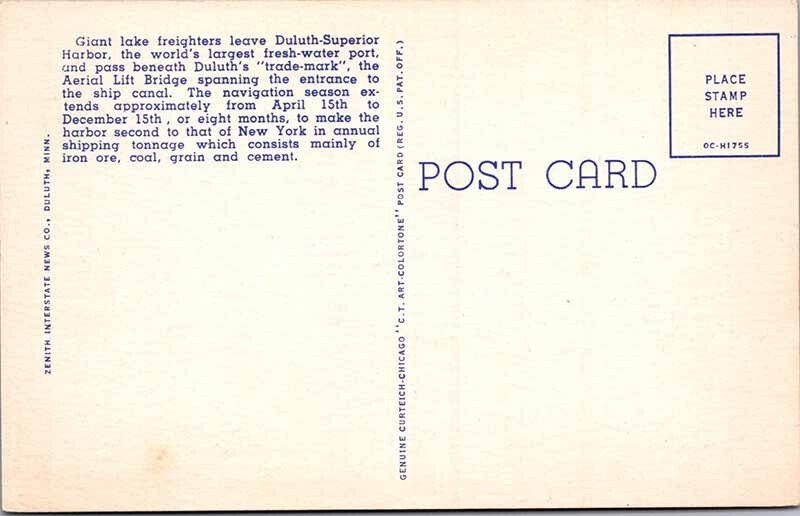 Giant lake freighters leave Duluth-Superior
Harbor, the world's largest fresh-water port,
and pass beneath Duluth's "trade-mark", the
Aerial Lift Bridge spanning the entrance to
the ship canal. The navigation season ex-
tends approximately from April 15th to
December 15th, or eight months, to make the
harbor second to that of New York in annual
shipping tonnage which consists mainly of
iron ore, coal, grain and cement.
ZENITH INTERSTATE NEWS CO., DULUTH, MINN.
GENUINE CURTEICH-CHICAGO "C.T. ART-COLORTONE" POST CARD (REG. U.S. PAT. OFF.)
POST CARD
PLACE
STAMP
HERE
OC-H1755